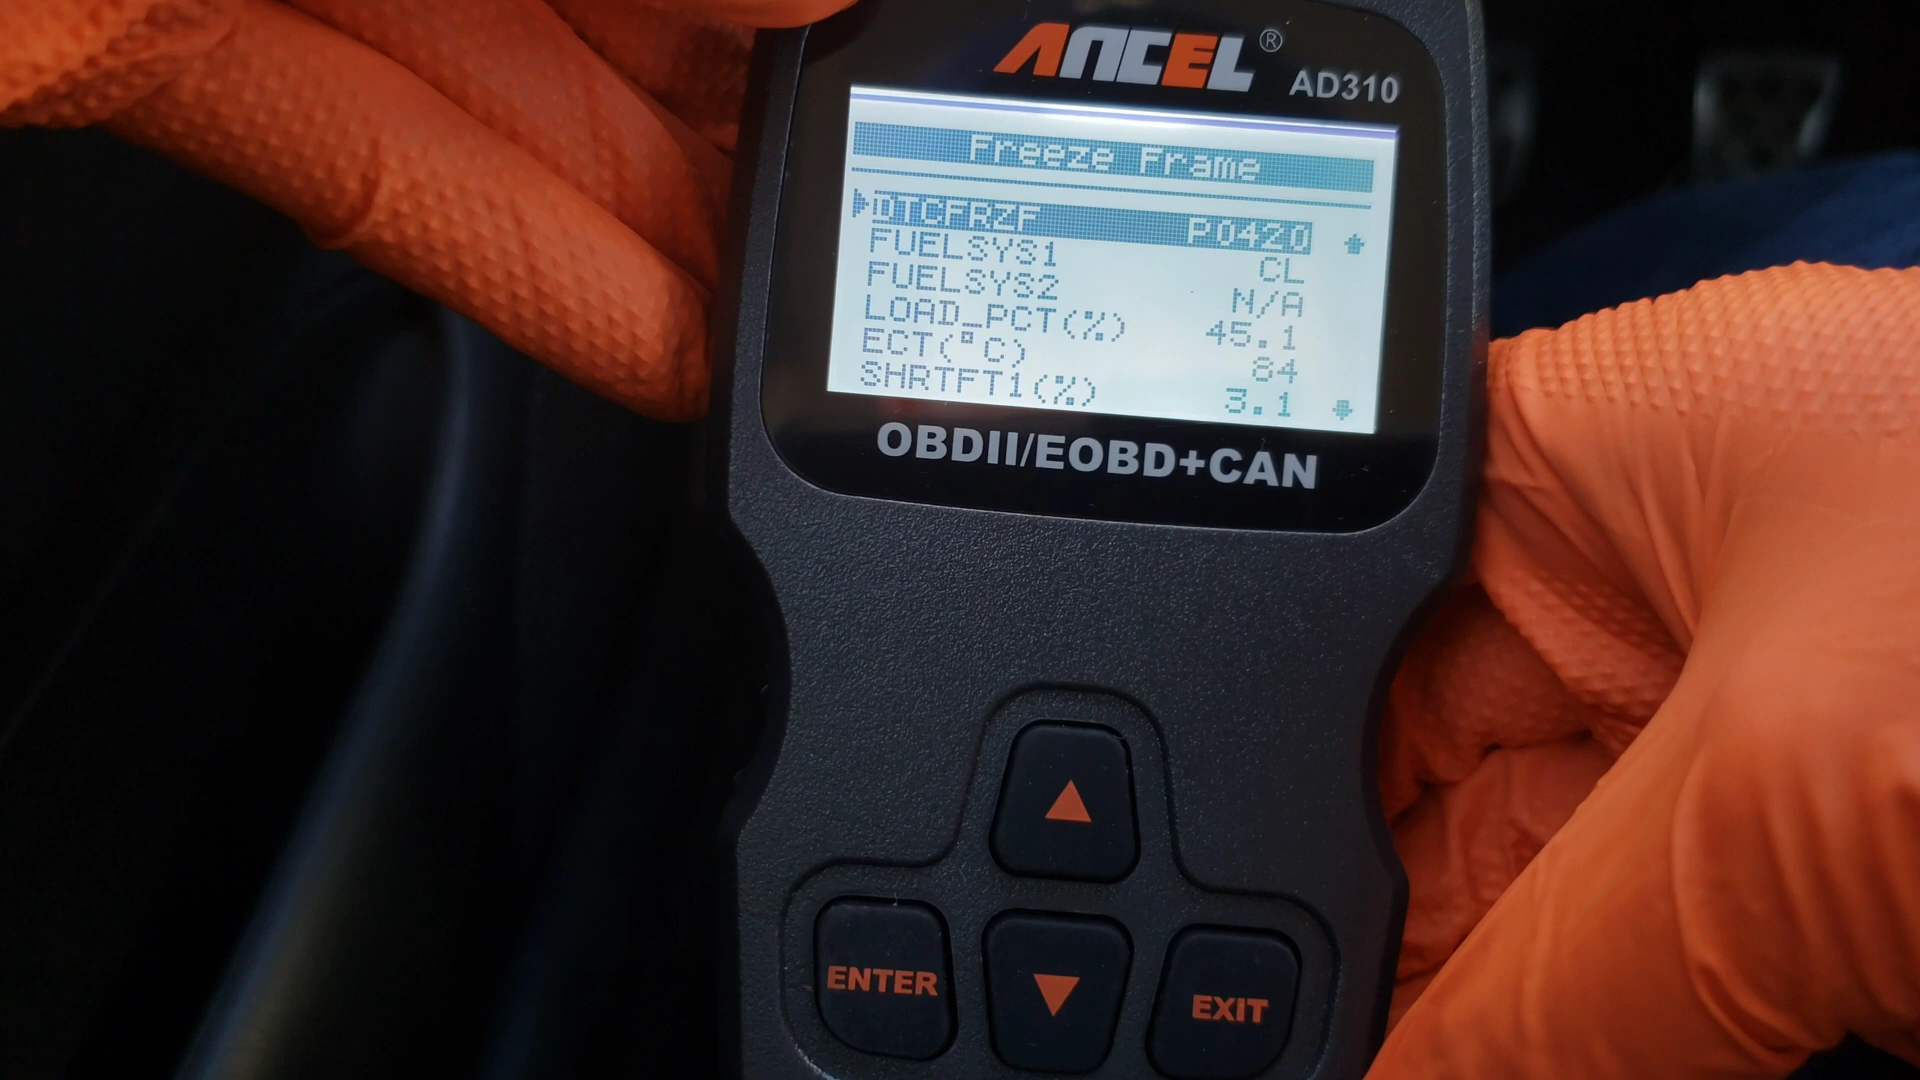 ANCEL®
AD310
Freeze Frame
DTCFRZF P0420
FUELSYS1 CL
FUELSYS2 N/A
LOAD_PCT(%) 45.1
ECT(°C) 84
SHRTFT1(%) 3.1
OBDII/EOBD+CAN
ENTER
EXIT